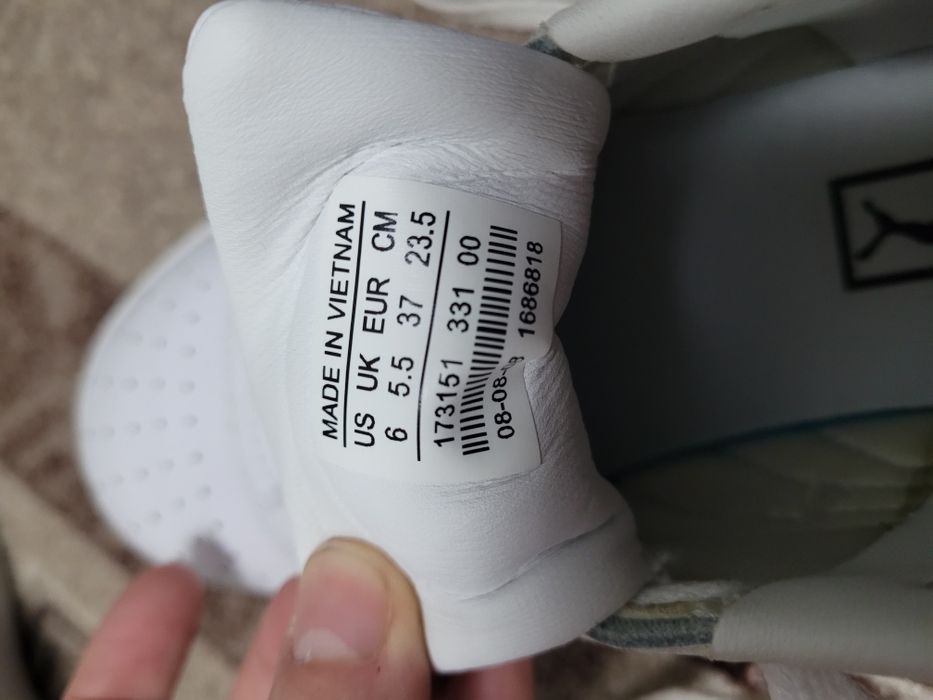 MADE IN VIETNAM
US UK EUR CM
6 5.5 37 23.5
173151 331 00
1686818